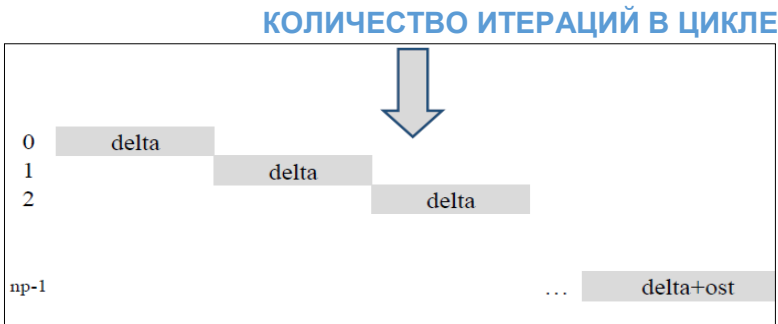 КОЛИЧЕСТВО ИТЕРАЦИЙ В ЦИКЛЕ
0 delta
1 delta
2 delta
np-1 ... delta+ost